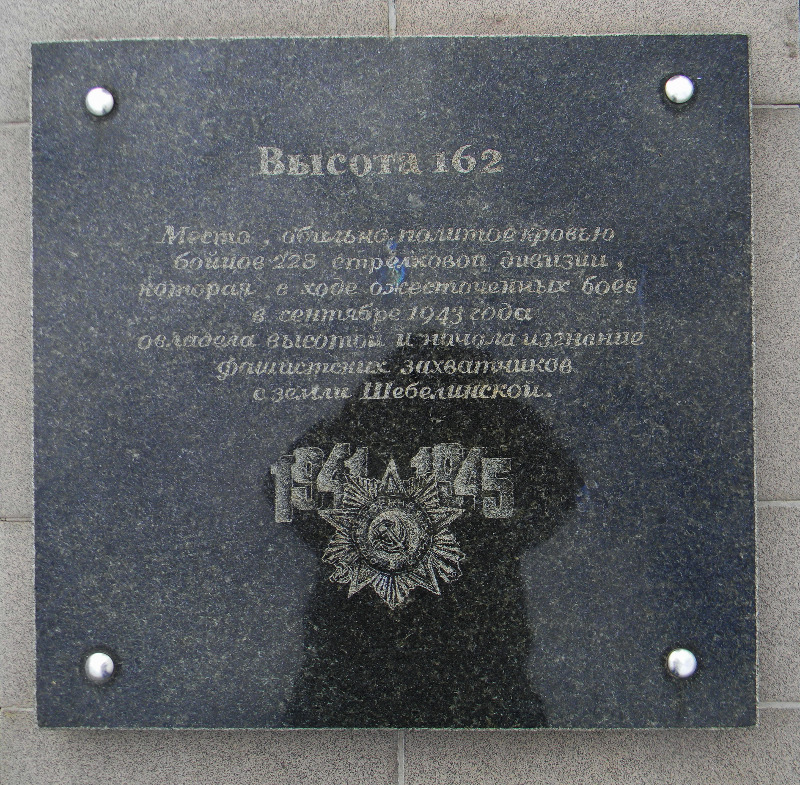 Высота 162
Место , обильно политое кровью
бойцов 228 стрелковой дивизии ,
которая в ходе ожесточенных боёв
в сентябре 1943 года
овладела высотой и начала изгнание
фашистских захватчиков
с земли Шебелинской.
1941 1945